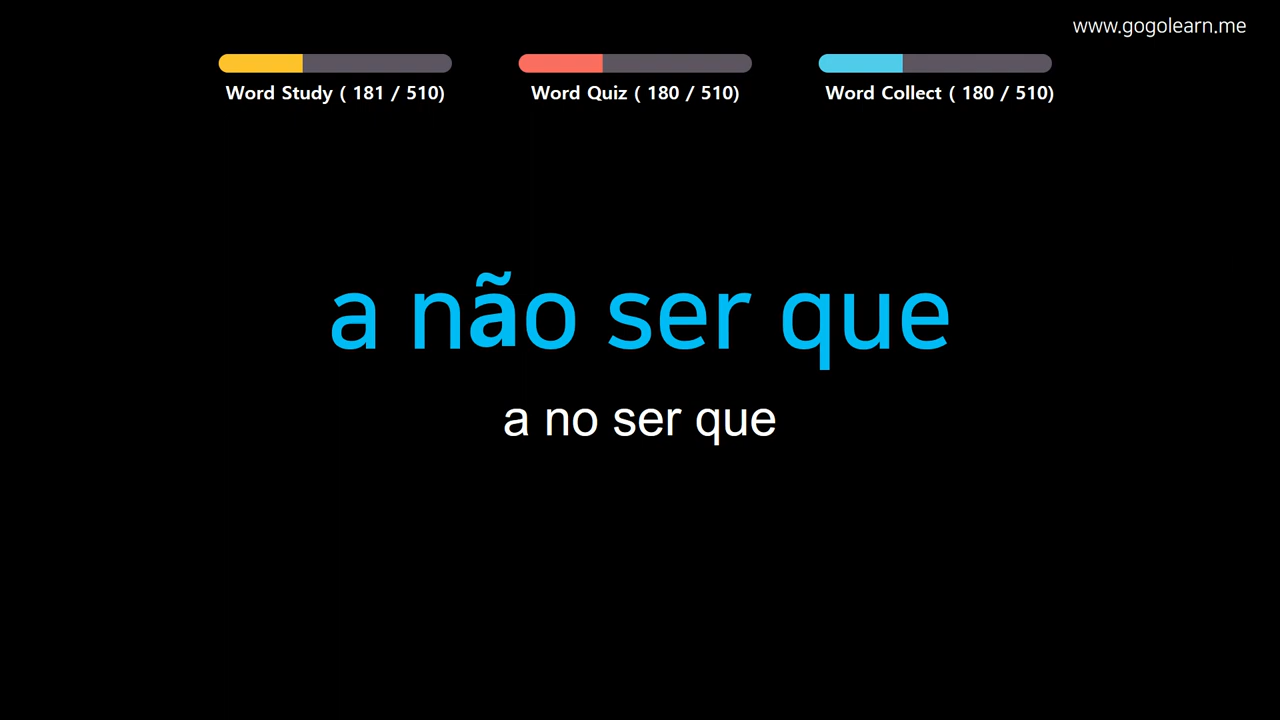 www.gogolearn.me
Word Study ( 181 / 510)
Word Quiz ( 180 / 510)
Word Collect ( 180 / 510)
a não ser que
a no ser que